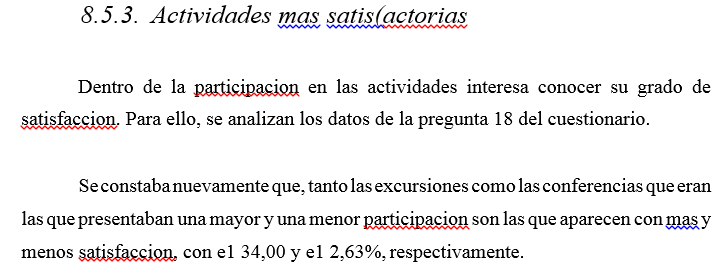 8.5.3. Actividades mas satis(actorias
Dentro de la participacion en las actividades interesa conocer su grado de
satisfaccion. Para ello, se analizan los datos de la pregunta 18 del cuestionario.
Se constaba nuevamente que, tanto las excursiones como las conferencias que eran
las que presentaban una mayor y una menor participacion son las que aparecen con mas y
menos satisfaccion, con e1 34,00 y e1 2,63%, respectivamente.